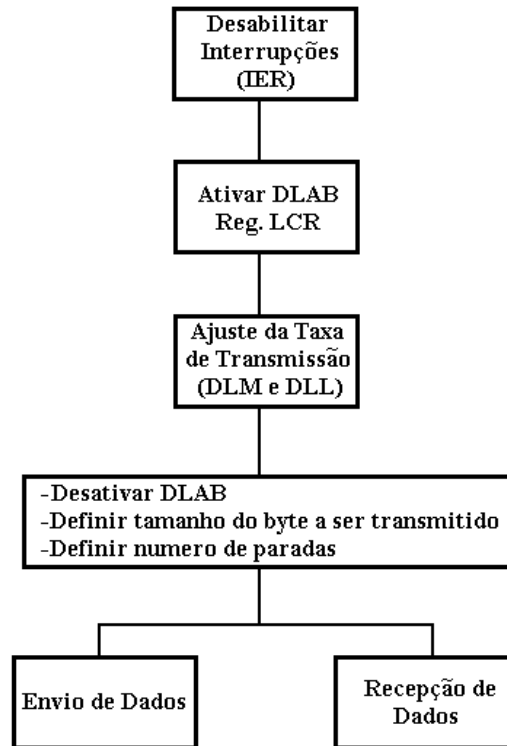 Desabilitar
Interrupções
(IER)
Ativar DLAB
Reg. LCR
Ajuste da Taxa
de Transmissão
(DLM e DLL)
-Desativar DLAB
-Definir tamanho do byte a ser transmitido
-Definir numero de paradas
Envio de Dados
Recepção de
Dados